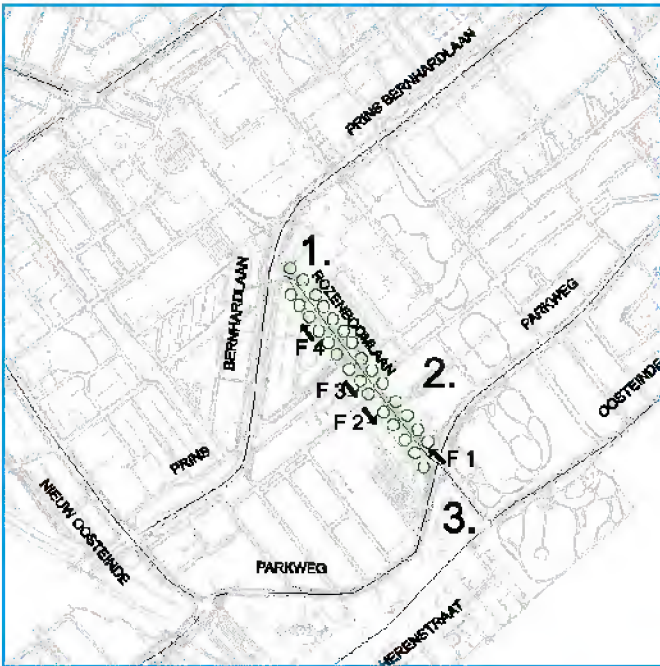 PRINS BERNHARDLAAN
1.
ROZENBOOMLAAN
BERNHARDLAAN
PARKWEG
F 4
2.
OOSTEINDE
F 3
F 2
F 1
PRINS
3.
NIEUW OOSTEINDE
PARKWEG
HERENSTRAAT